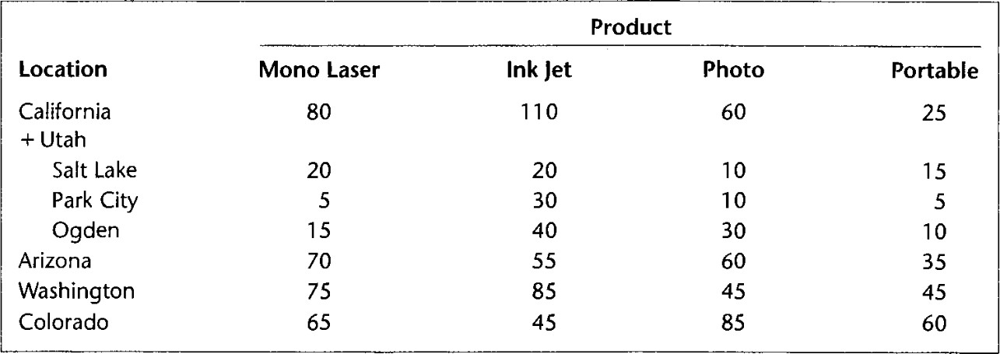 Product
Location Mono Laser Ink Jet Photo Portable
California 80 110 60 25
+ Utah
Salt Lake 20 20 10 15
Park City 5 30 10 5
Ogden 15 40 30 10
Arizona 70 55 60 35
Washington 75 85 45 45
Colorado 65 45 85 60